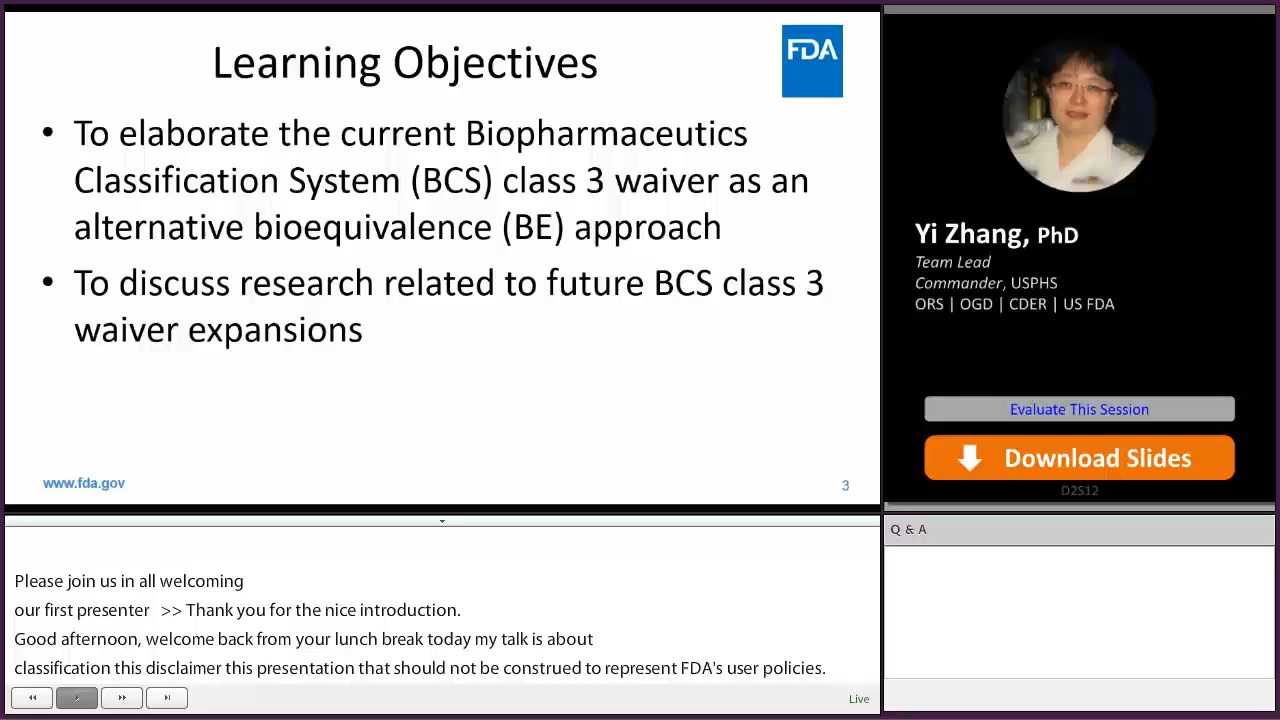 Learning Objectives
FDA
• To elaborate the current Biopharmaceutics
Classification System (BCS) class 3 waiver as an
alternative bioequivalence (BE) approach
• To discuss research related to future BCS class 3
waiver expansions
www.fda.gov
3
Yi Zhang, PhD
Team Lead
Commander, USPHS
ORS | OGD | CDER | US FDA
Evaluate This Session
Download Slides
D2S12
Please join us in all welcoming
our first presenter >> Thank you for the nice introduction.
Good afternoon, welcome back from your lunch break today my talk is about
classification this disclaimer this presentation that should not be construed to represent FDA's user policies.
Live
Q & A